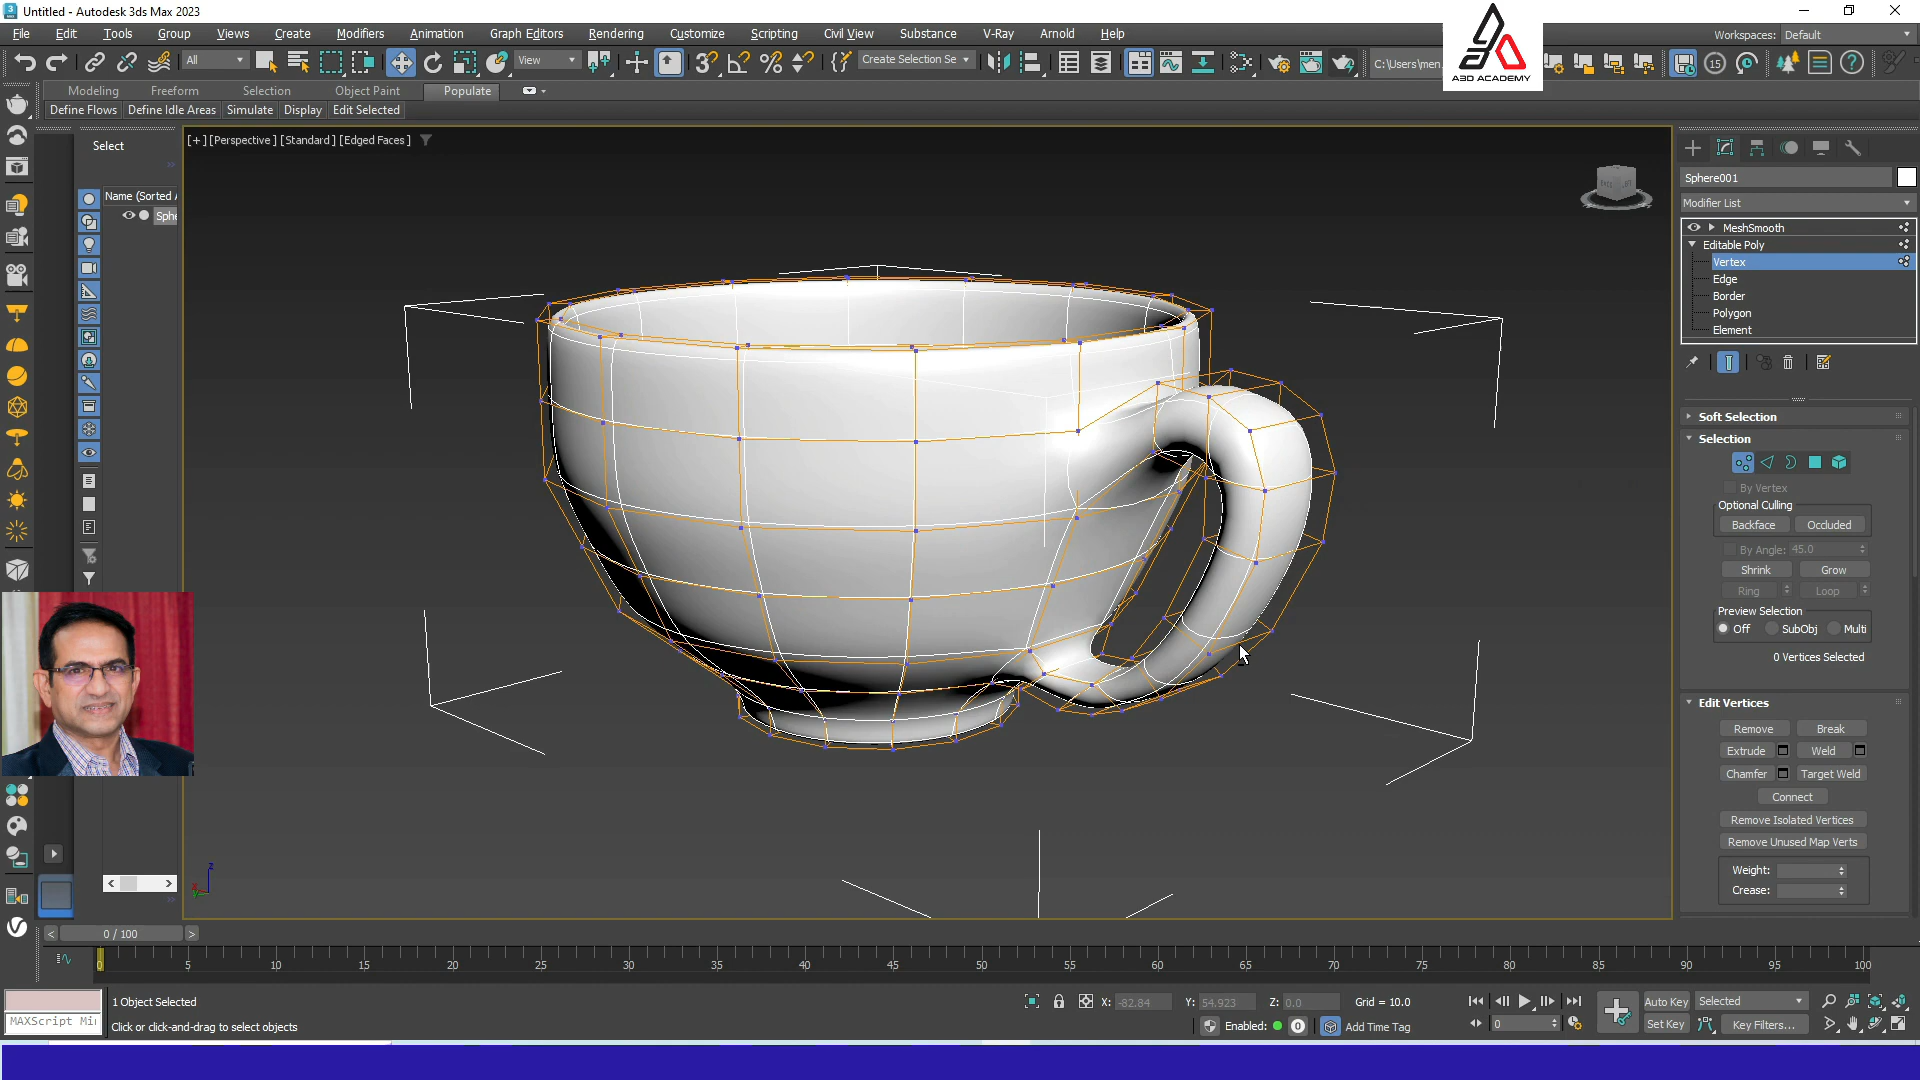 Untitled - Autodesk 3ds Max 2023
File Edit Tools Group Views Create Modifiers Animation Graph Editors Rendering Customize Scripting Civil View Substance V-Ray Arnold Help
Workspaces: Default
All View Create Selection Se C:\Users\men 15
A3D ACADEMY
Modeling Freeform Selection Object Paint Populate
Define Flows Define Idle Areas Simulate Display Edit Selected
[+] [Perspective] [Standard] [Edged Faces]
Select
Name (Sorted A
Sphe
Sphere001
Modifier List
MeshSmooth
Editable Poly
Vertex
Edge
Border
Polygon
Element
Soft Selection
Selection
By Vertex
Optional Culling
Backface Occluded
By Angle: 45.0
Shrink Grow
Ring Loop
Preview Selection
Off SubObj Multi
0 Vertices Selected
Edit Vertices
Remove Break
Extrude Weld
Chamfer Target Weld
Connect
Remove Isolated Vertices
Remove Unused Map Verts
Weight:
Crease:
z
0 / 100
0 5 10 15 20 25 30 35 40 45 50 55 60 65 70 75 80 85 90 95 100
1 Object Selected
X: -82.84 Y: 54.923 Z: 0.0 Grid = 10.0
Auto Key Selected
MAXScript Mi
Click or click-and-drag to select objects
Enabled: 0 Add Time Tag
0 Set Key Key Filters...